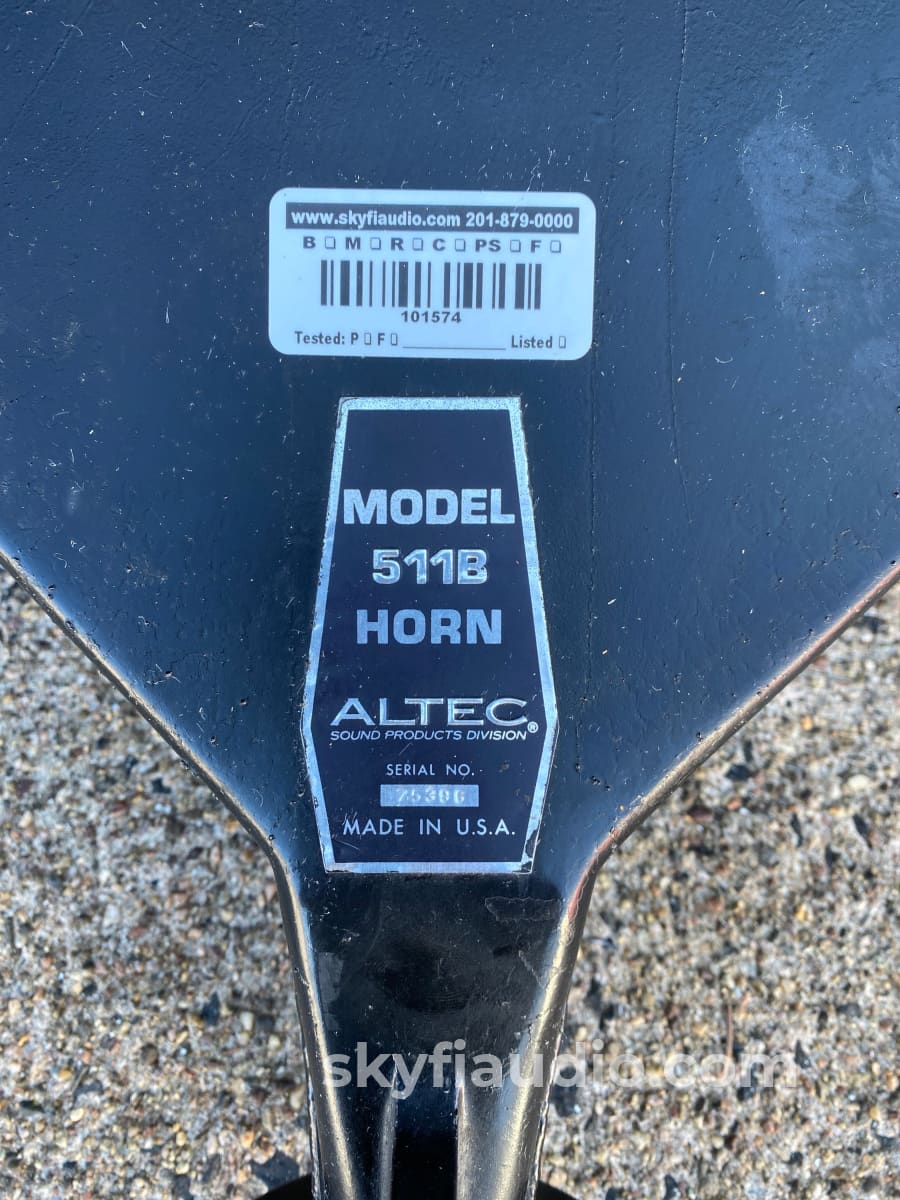 www.skyfiaudio.com 201-879-0000
B ☐ M ☐ R ☐ C ☐ PS ☐ F ☐
101574
Tested: P ☐ F ☐ ____________ Listed ☐
MODEL
511B
HORN
ALTEC®
SOUND PRODUCTS DIVISION
SERIAL NO.
MADE IN U.S.A.
skyfiaudio.com